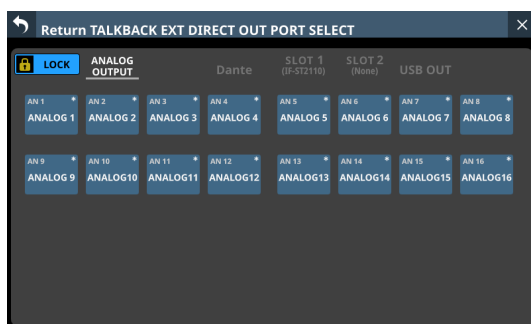 Return TALKBACK EXT DIRECT OUT PORT SELECT
LOCK
ANALOG
OUTPUT
Dante
SLOT 1
(IF-ST2110)
SLOT 2
(None)
USB OUT
AN 1 * AN 2 * AN 3 * AN 4 * AN 5 * AN 6 * AN 7 * AN 8 *
ANALOG 1 ANALOG 2 ANALOG 3 ANALOG 4 ANALOG 5 ANALOG 6 ANALOG 7 ANALOG 8
AN 9 * AN 10 * AN 11 * AN 12 * AN 13 * AN 14 * AN 15 * AN 16 *
ANALOG 9 ANALOG10 ANALOG11 ANALOG12 ANALOG13 ANALOG14 ANALOG15 ANALOG16